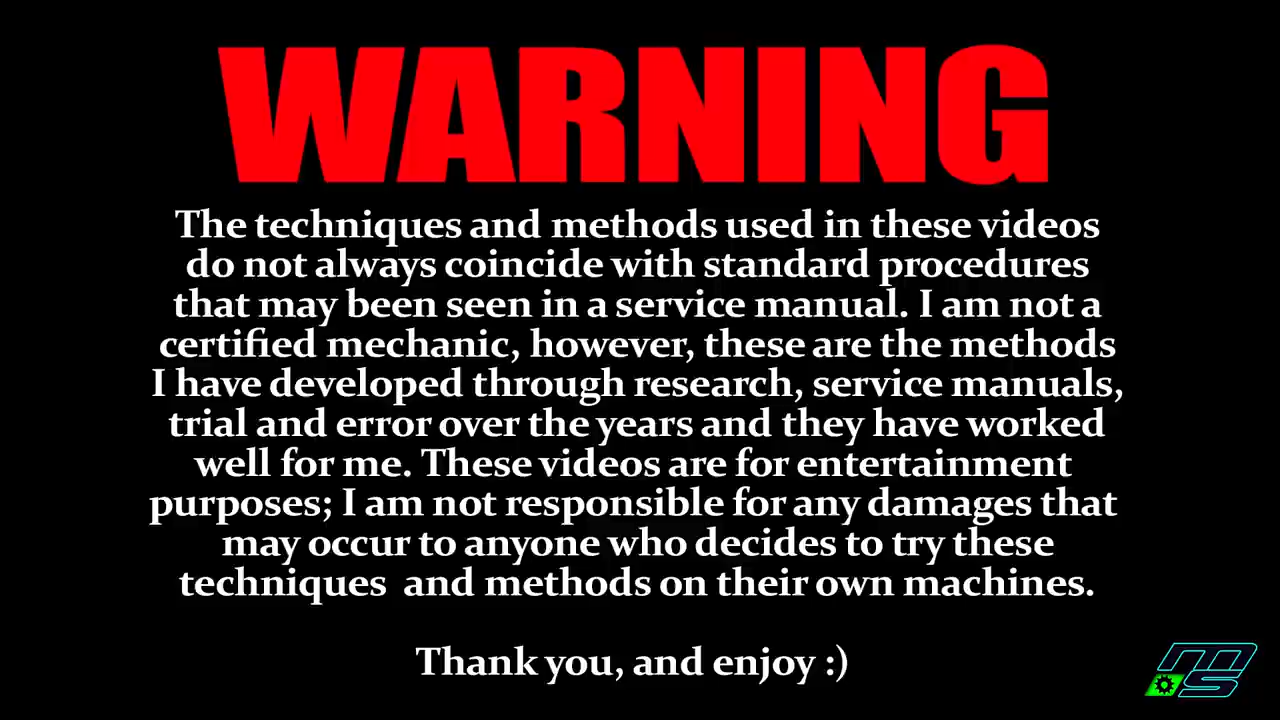 WARNING
The techniques and methods used in these videos
do not always coincide with standard procedures
that may been seen in a service manual. I am not a
certified mechanic, however, these are the methods
I have developed through research, service manuals,
trial and error over the years and they have worked
well for me. These videos are for entertainment
purposes; I am not responsible for any damages that
may occur to anyone who decides to try these
techniques  and methods on their own machines.
Thank you, and enjoy :)